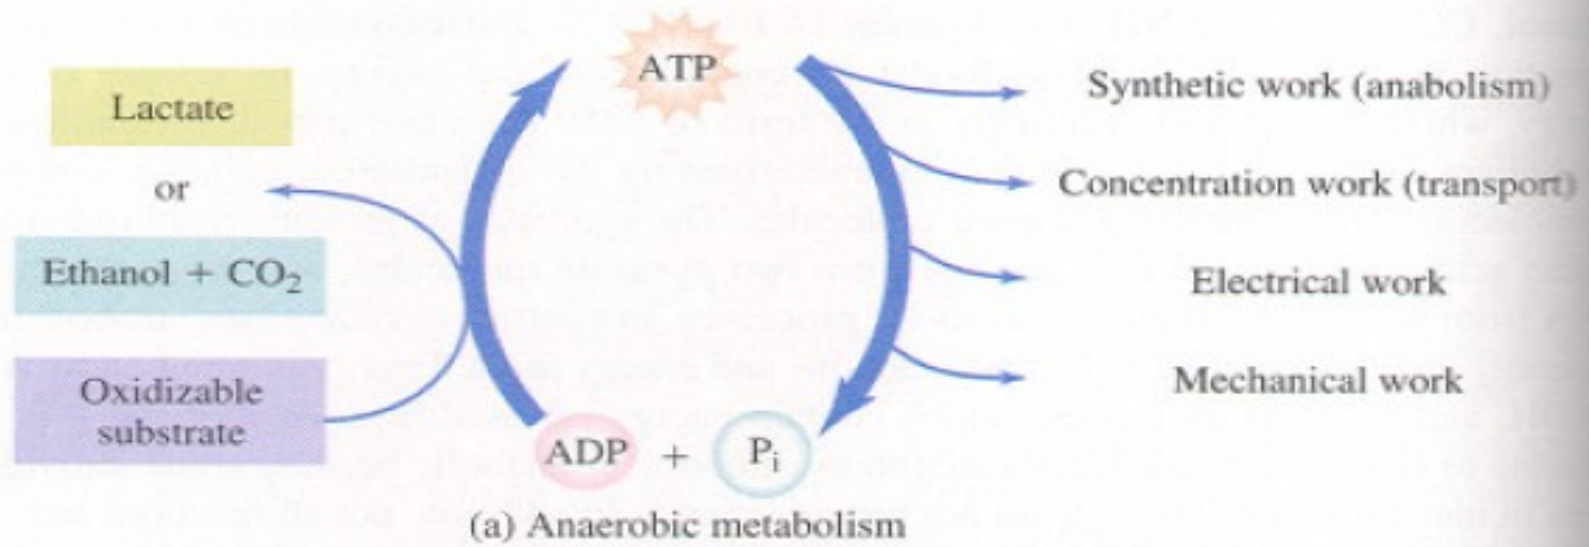 ATP
Lactate
or
Ethanol + CO₂
Oxidizable
substrate
ADP + Pᵢ
Synthetic work (anabolism)
Concentration work (transport)
Electrical work
Mechanical work
(a) Anaerobic metabolism